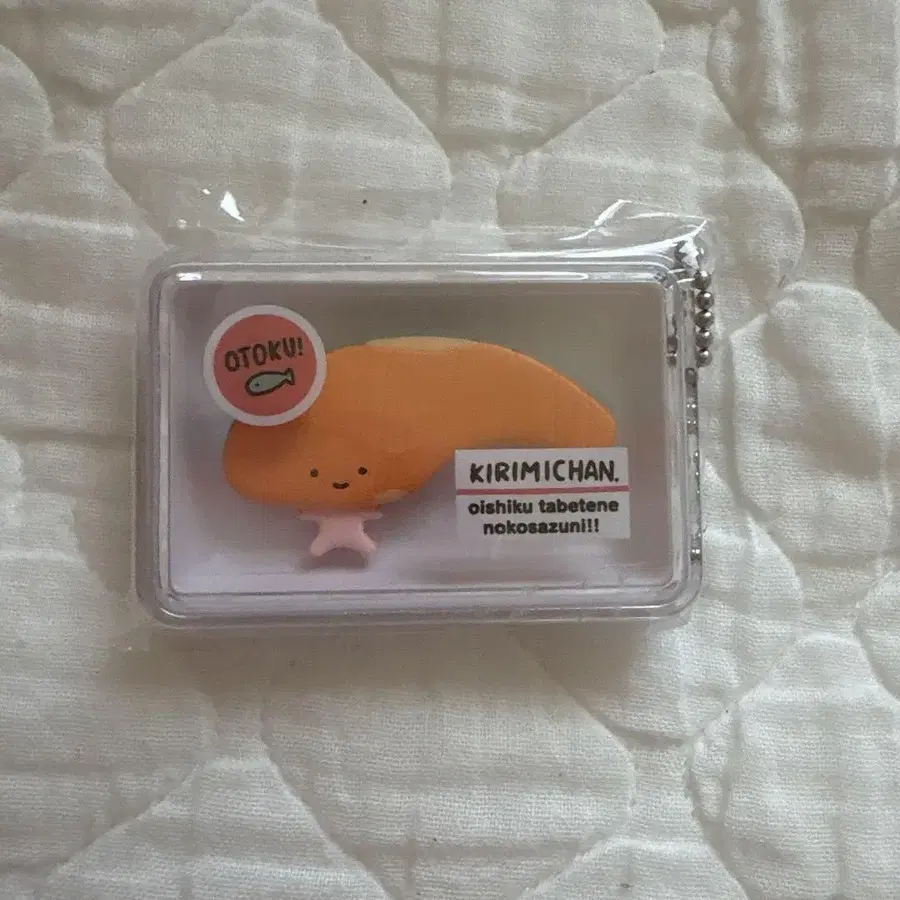 OTOKU!
KIRIMICHAN.
oishiku tabetene
nokosazuni!!